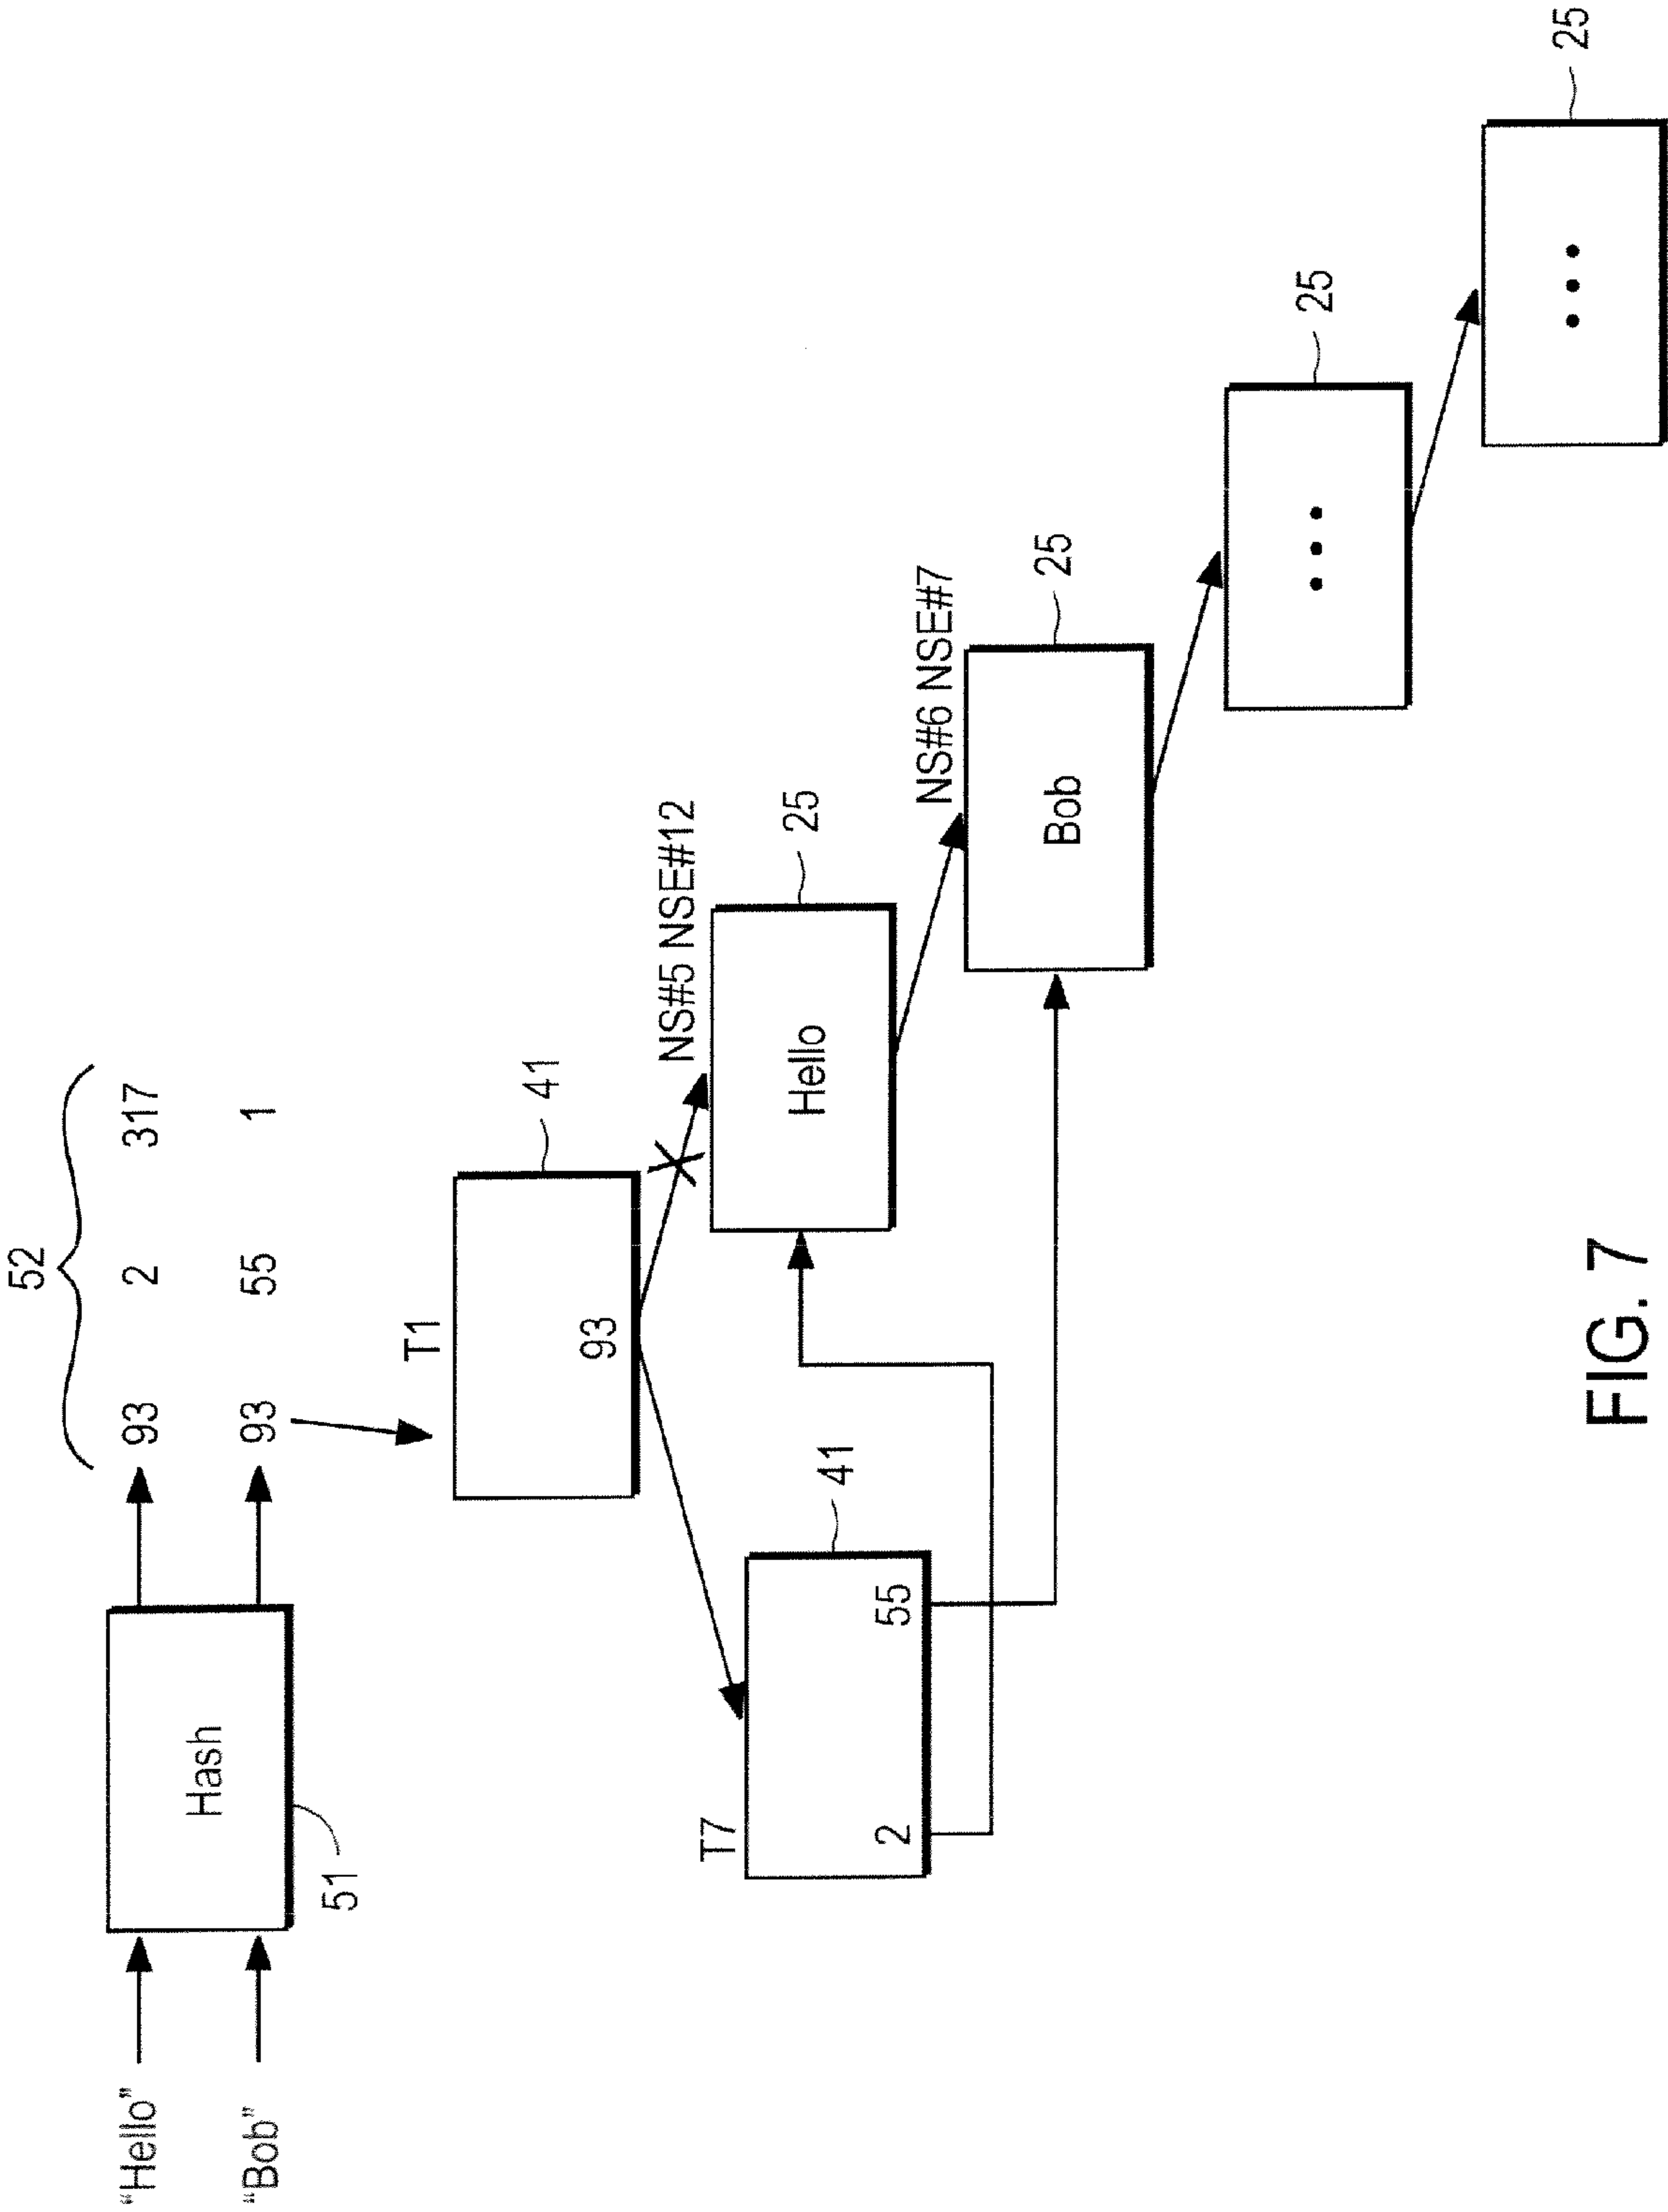 52
"Hello"
93 2 317
Hash
"Bob"
93 55 1
51
T1
41
93
NS#5 NSE#12
T7
41
2 55
Hello
25
NS#6 NSE#7
Bob
25
25
• • •
25
• • •
FIG. 7